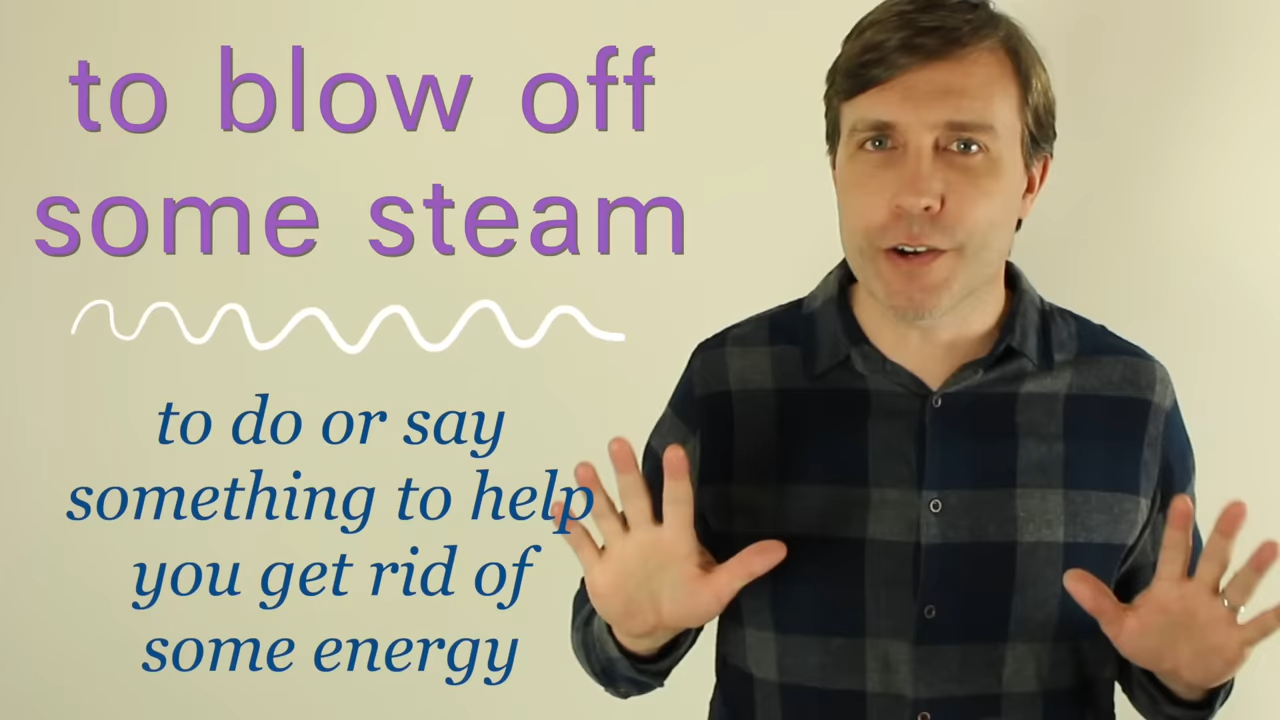 to blow off
some steam
to do or say
something to help
you get rid of
some energy